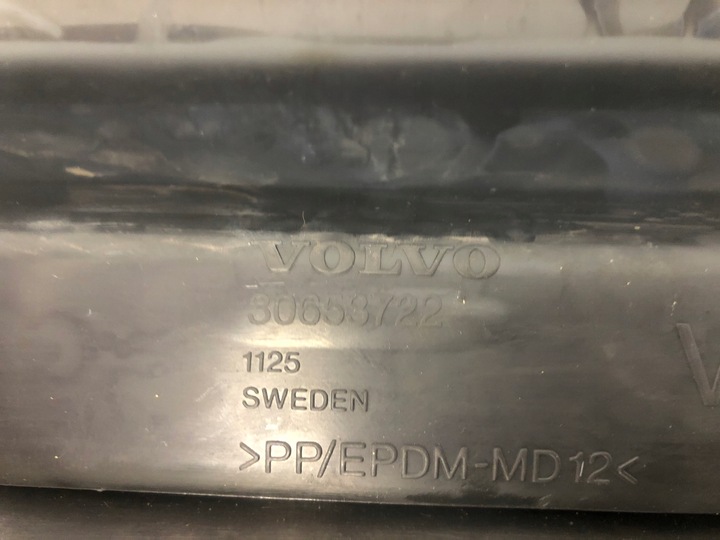 VOLVO
30653722
1125
SWEDEN
>PP/EPDM-MD12<